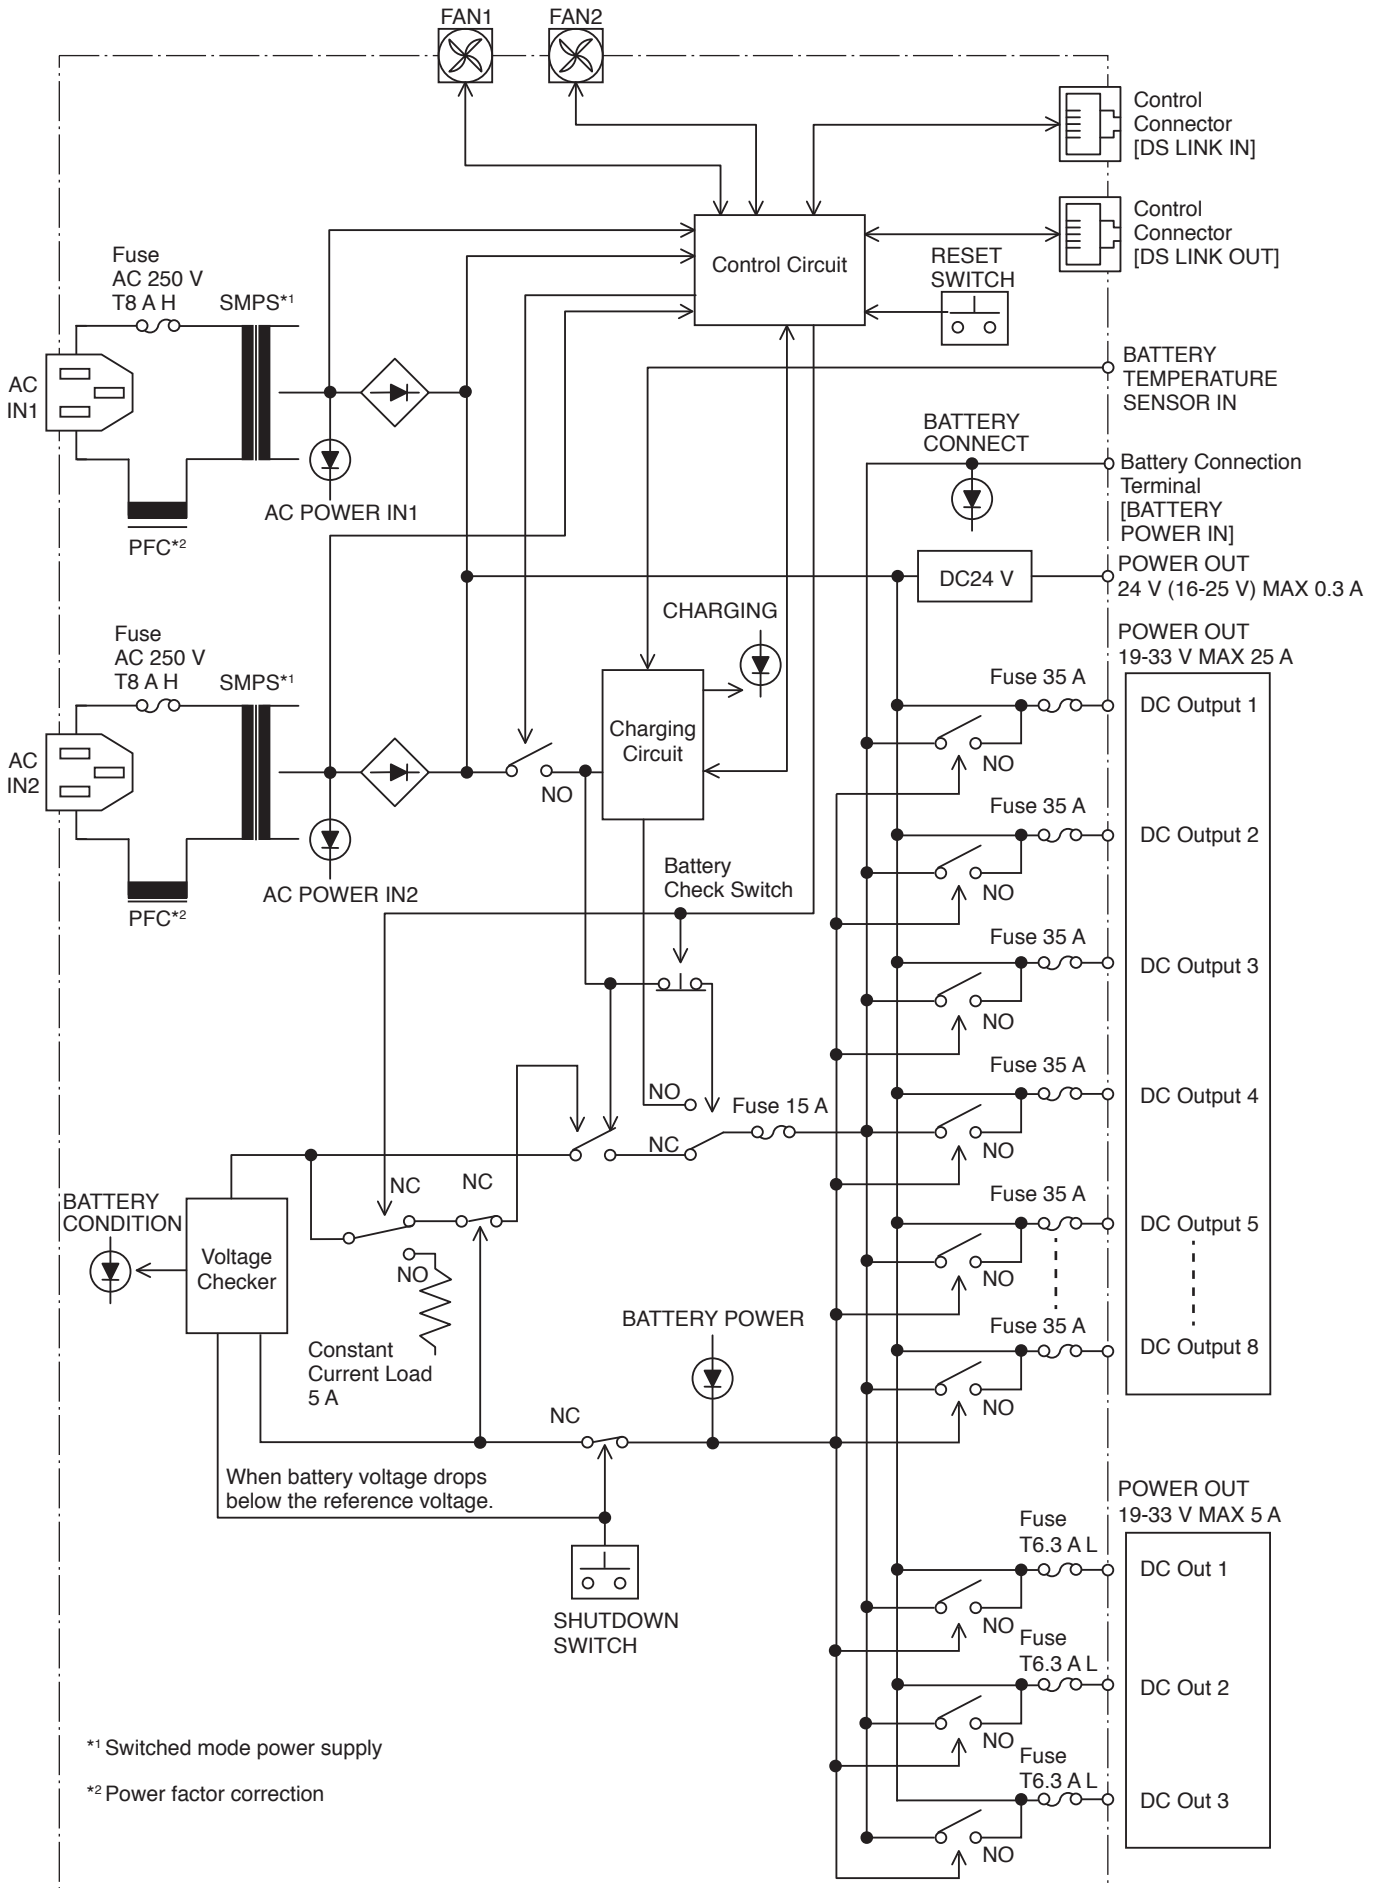 FAN1
FAN2
Control
Connector
[DS LINK IN]
Control
Connector
[DS LINK OUT]
Control Circuit
RESET
SWITCH
Fuse
AC 250 V
T8 A H
SMPS*1
AC
IN1
AC POWER IN1
PFC*2
BATTERY
TEMPERATURE
SENSOR IN
BATTERY
CONNECT
Battery Connection
Terminal
[BATTERY
POWER IN]
DC24 V
POWER OUT
24 V (16-25 V) MAX 0.3 A
CHARGING
Fuse
AC 250 V
T8 A H
SMPS*1
AC
IN2
AC POWER IN2
PFC*2
Charging
Circuit
NO
POWER OUT
19-33 V MAX 25 A
Fuse 35 A
DC Output 1
NO
Fuse 35 A
DC Output 2
NO
Fuse 35 A
DC Output 3
NO
Fuse 35 A
DC Output 4
NO
Fuse 35 A
DC Output 5
NO
Fuse 35 A
DC Output 8
NO
Battery
Check Switch
NO
Fuse 15 A
NC
NC
NC
BATTERY
CONDITION
Voltage
Checker
NO
Constant
Current Load
5 A
BATTERY POWER
NC
When battery voltage drops
below the reference voltage.
SHUTDOWN
SWITCH
POWER OUT
19-33 V MAX 5 A
Fuse
T6.3 A L
DC Out 1
NO
Fuse
T6.3 A L
DC Out 2
NO
Fuse
T6.3 A L
DC Out 3
NO
*1 Switched mode power supply
*2 Power factor correction